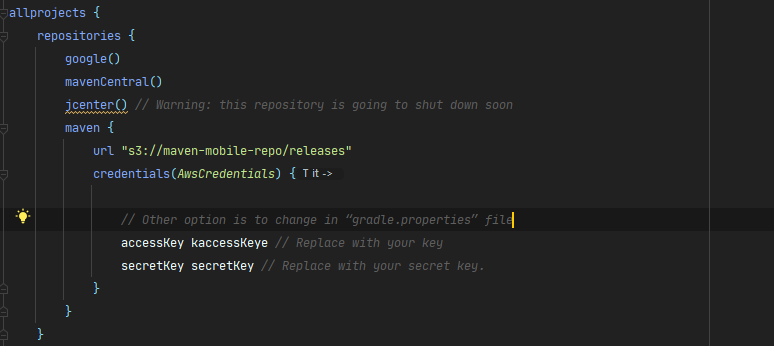 allprojects {
repositories {
google()
mavenCentral()
jcenter() // Warning: this repository is going to shut down soon
maven {
url "s3://maven-mobile-repo/releases"
credentials(AwsCredentials) { T it ->
// Other option is to change in “gradle.properties” file
accessKey kaccessKeye // Replace with your key
secretKey secretKey // Replace with your secret key.
}
}
}